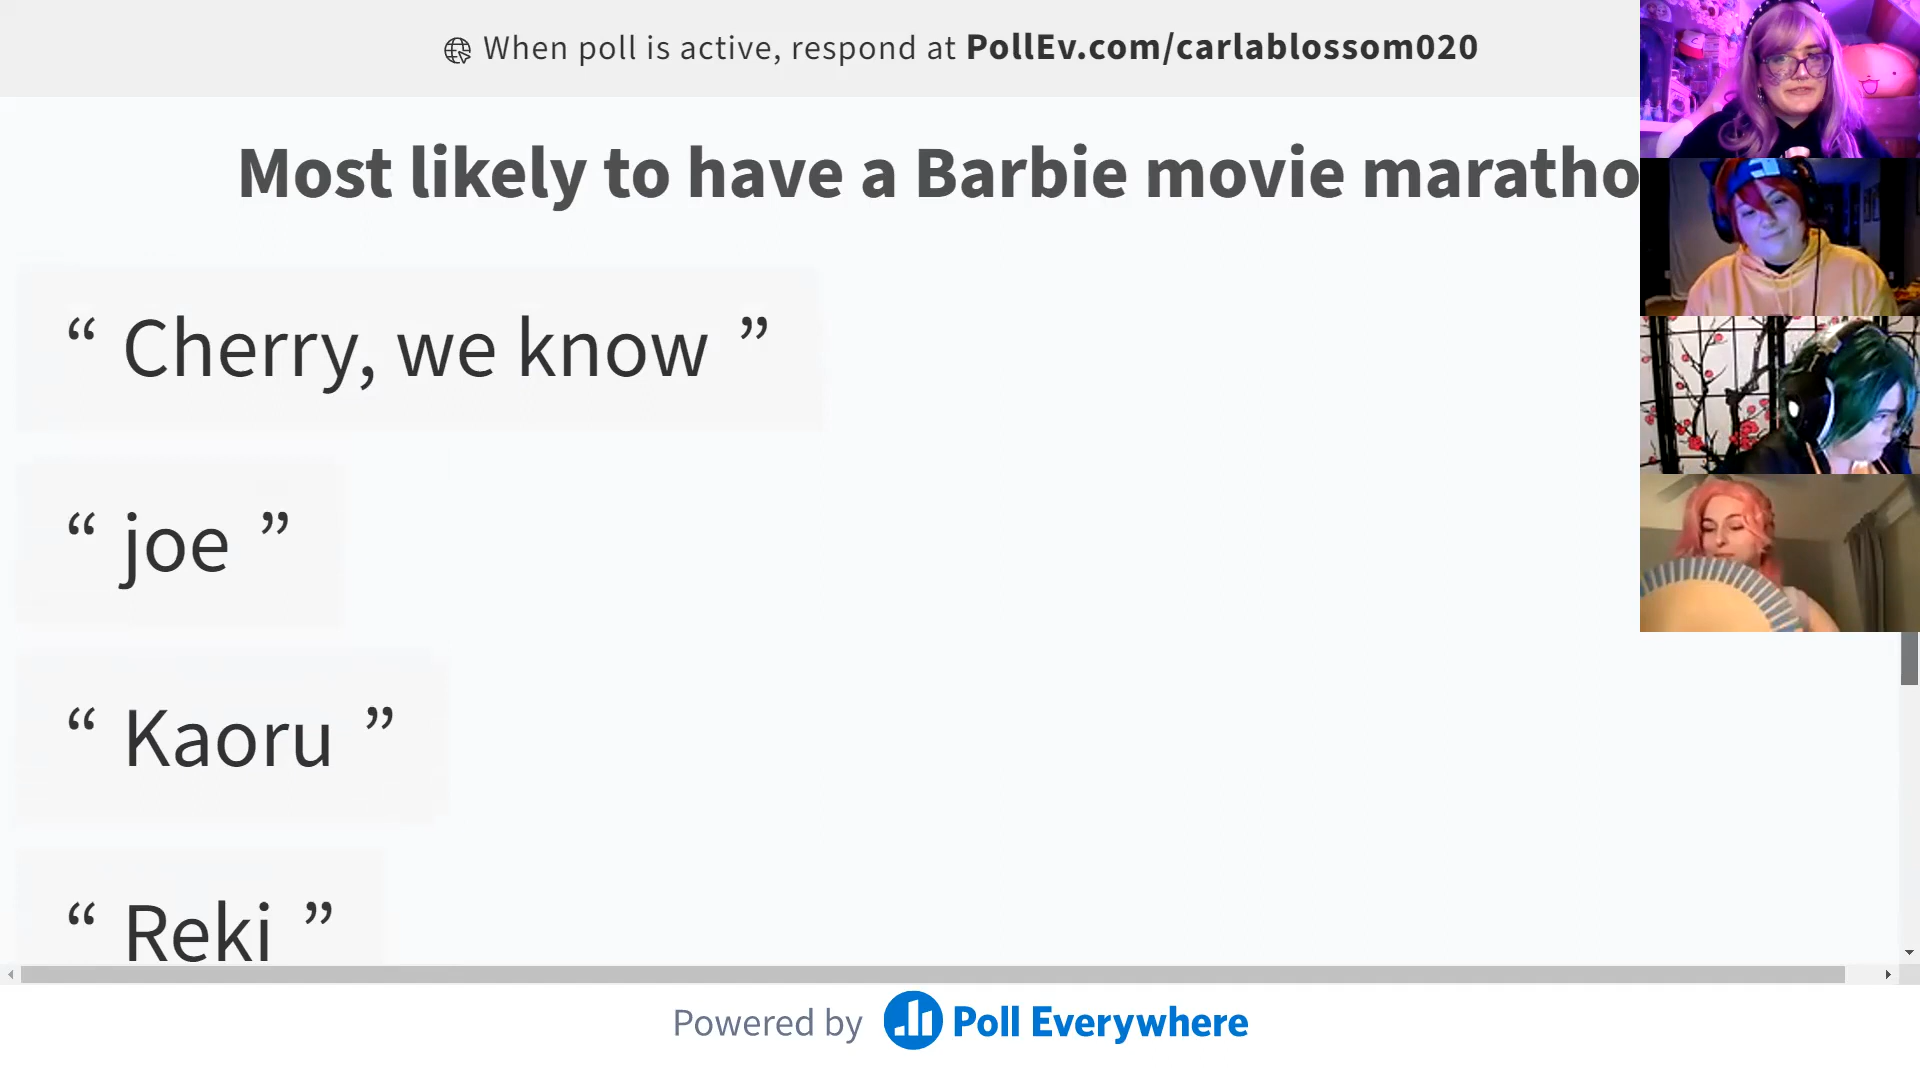 When poll is active, respond at PollEv.com/carlablossom020
Most likely to have a Barbie movie maratho
“ Cherry, we know ”
“ joe ”
“ Kaoru ”
“ Reki ”
Powered by Poll Everywhere